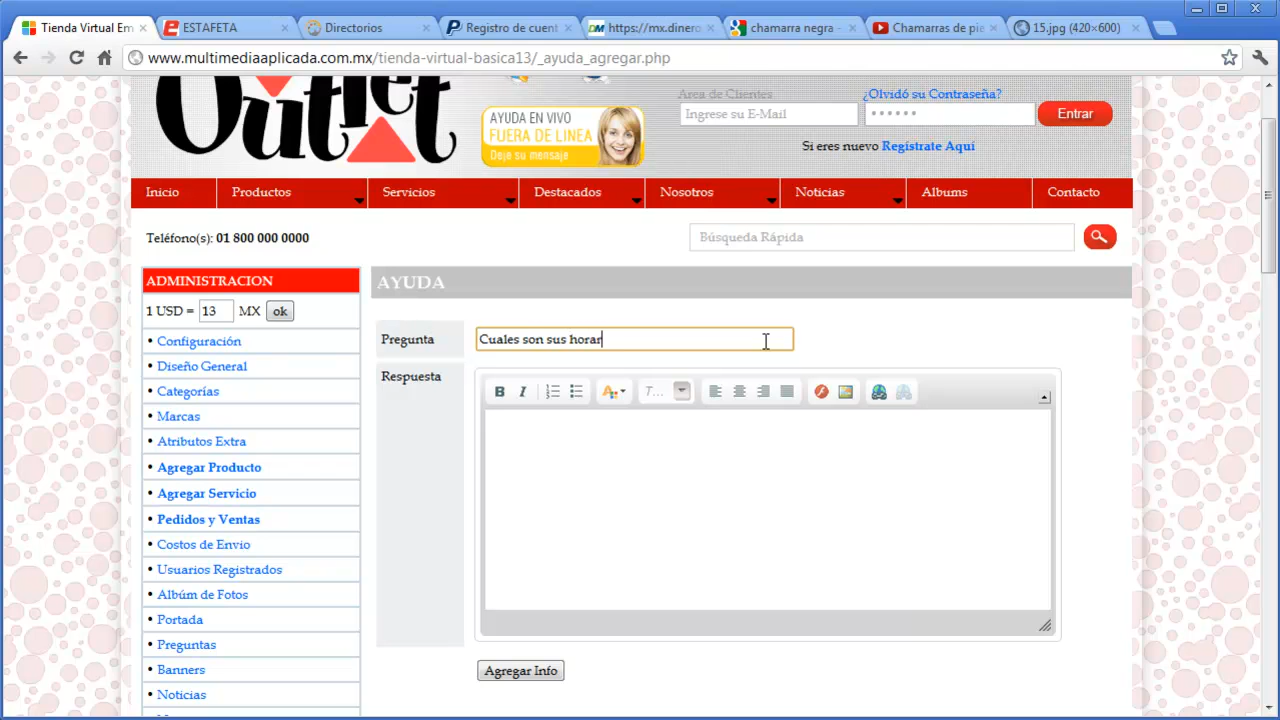 Tienda Virtual Em
ESTAFETA
Directorios
Registro de cuent
https://mx.dinero
chamarra negra -
Chamarras de pie
15.jpg (420×600)
www.multimediaaplicada.com.mx/tienda-virtual-basica13/_ayuda_agregar.php
Outlet
AYUDA EN VIVO
FUERA DE LINEA
Deje su mensaje
Area de Clientes
¿Olvidó su Contraseña?
Ingrese su E-Mail
Entrar
Si eres nuevo Regístrate Aquí
Inicio
Productos
Servicios
Destacados
Nosotros
Noticias
Albums
Contacto
Teléfono(s): 01 800 000 0000
Búsqueda Rápida
ADMINISTRACION
1 USD = 13 MX ok
• Configuración
• Diseño General
• Categorías
• Marcas
• Atributos Extra
• Agregar Producto
• Agregar Servicio
• Pedidos y Ventas
• Costos de Envio
• Usuarios Registrados
• Albúm de Fotos
• Portada
• Preguntas
• Banners
• Noticias
AYUDA
Pregunta
Cuales son sus horar
Respuesta
B I
T...
Agregar Info